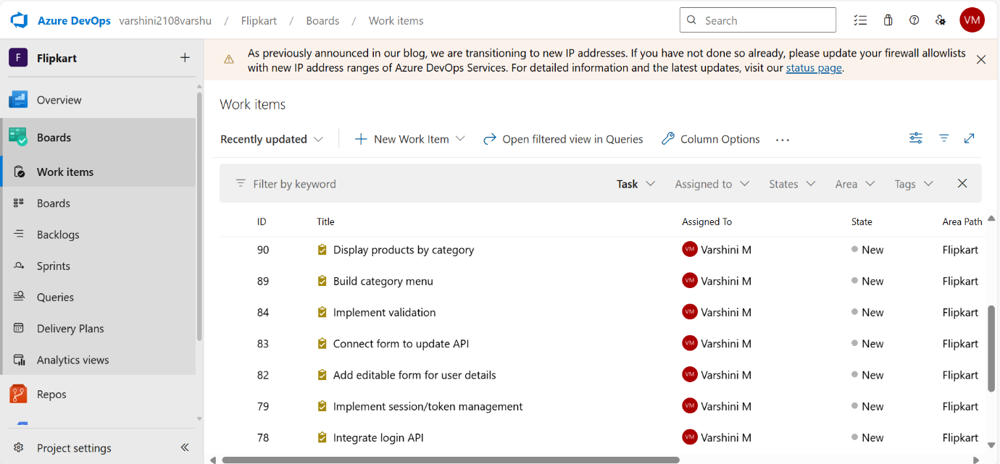 Azure DevOps varshini2108varshu / Flipkart / Boards / Work items Search VM
F Flipkart
As previously announced in our blog, we are transitioning to new IP addresses. If you have not done so already, please update your firewall allowlists
with new IP address ranges of Azure DevOps Services. For detailed information and the latest updates, visit our status page.
Overview
Boards
Work items
Boards
Backlogs
Sprints
Queries
Delivery Plans
Analytics views
Repos
Project settings
Work items
Recently updated New Work Item Open filtered view in Queries Column Options
Filter by keyword Task Assigned to States Area Tags
ID Title Assigned To State Area Path
90 Display products by category VM Varshini M New Flipkart
89 Build category menu VM Varshini M New Flipkart
84 Implement validation VM Varshini M New Flipkart
83 Connect form to update API VM Varshini M New Flipkart
82 Add editable form for user details VM Varshini M New Flipkart
79 Implement session/token management VM Varshini M New Flipkart
78 Integrate login API VM Varshini M New Flipkart